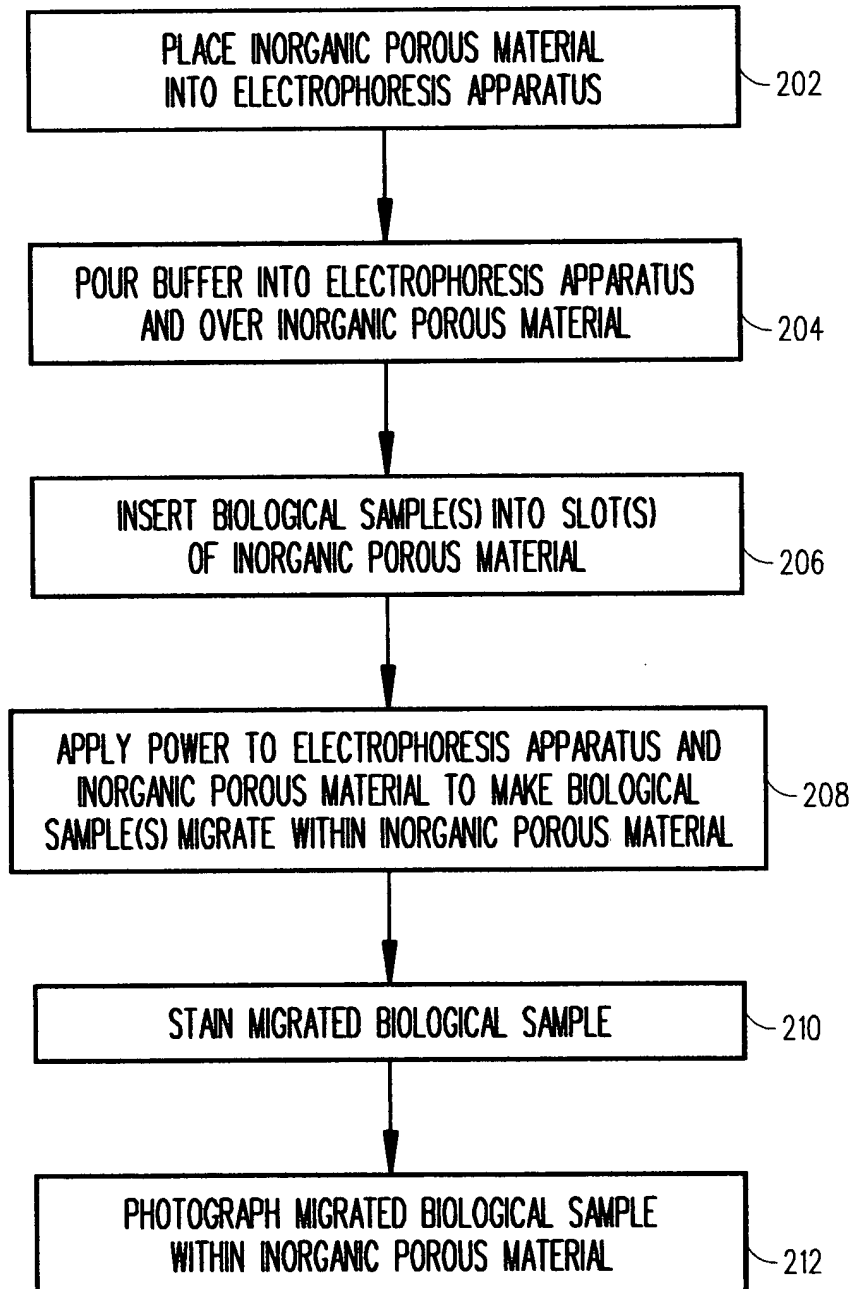 PLACE INORGANIC POROUS MATERIAL
INTO ELECTROPHORESIS APPARATUS
202
POUR BUFFER INTO ELECTROPHORESIS APPARATUS
AND OVER INORGANIC POROUS MATERIAL
204
INSERT BIOLOGICAL SAMPLE(S) INTO SLOT(S)
OF INORGANIC POROUS MATERIAL
206
APPLY POWER TO ELECTROPHORESIS APPARATUS AND
INORGANIC POROUS MATERIAL TO MAKE BIOLOGICAL
SAMPLE(S) MIGRATE WITHIN INORGANIC POROUS MATERIAL
208
STAIN MIGRATED BIOLOGICAL SAMPLE
210
PHOTOGRAPH MIGRATED BIOLOGICAL SAMPLE
WITHIN INORGANIC POROUS MATERIAL
212